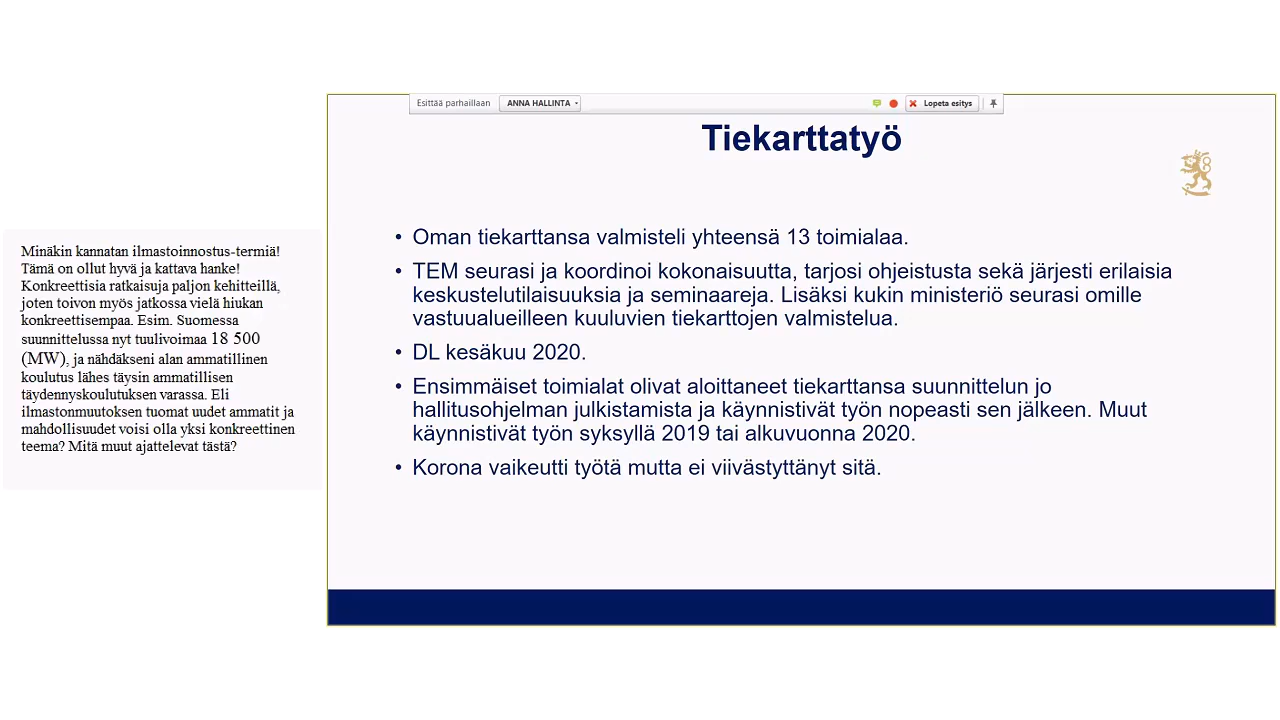 Minäkin kannatan ilmastoinnostus-termiä!
Tämä on ollut hyvä ja kattava hanke!
Konkreettisia ratkaisuja paljon kehitteillä,
joten toivon myös jatkossa vielä hiukan
konkreettisempaa. Esim. Suomessa
suunnittelussa nyt tuulivoimaa 18 500
(MW), ja nähdäkseni alan ammatillinen
koulutus lähes täysin ammatillisen
täydennyskoulutuksen varassa. Eli
ilmastonmuutoksen tuomat uudet ammatit ja
mahdollisuudet voisi olla yksi konkreettinen
teema? Mitä muut ajattelevat tästä?
Esittää parhaillaan ANNA HALLINTA Lopeta esitys
Tiekarttatyö
• Oman tiekarttansa valmisteli yhteensä 13 toimialaa.
• TEM seurasi ja koordinoi kokonaisuutta, tarjosi ohjeistusta sekä järjesti erilaisia
keskustelutilaisuuksia ja seminaareja. Lisäksi kukin ministeriö seurasi omille
vastuualueilleen kuuluvien tiekarttojen valmistelua.
• DL kesäkuu 2020.
• Ensimmäiset toimialat olivat aloittaneet tiekarttansa suunnittelun jo
hallitusohjelman julkistamista ja käynnistivät työn nopeasti sen jälkeen. Muut
käynnistivät työn syksyllä 2019 tai alkuvuonna 2020.
• Korona vaikeutti työtä mutta ei viivästyttänyt sitä.